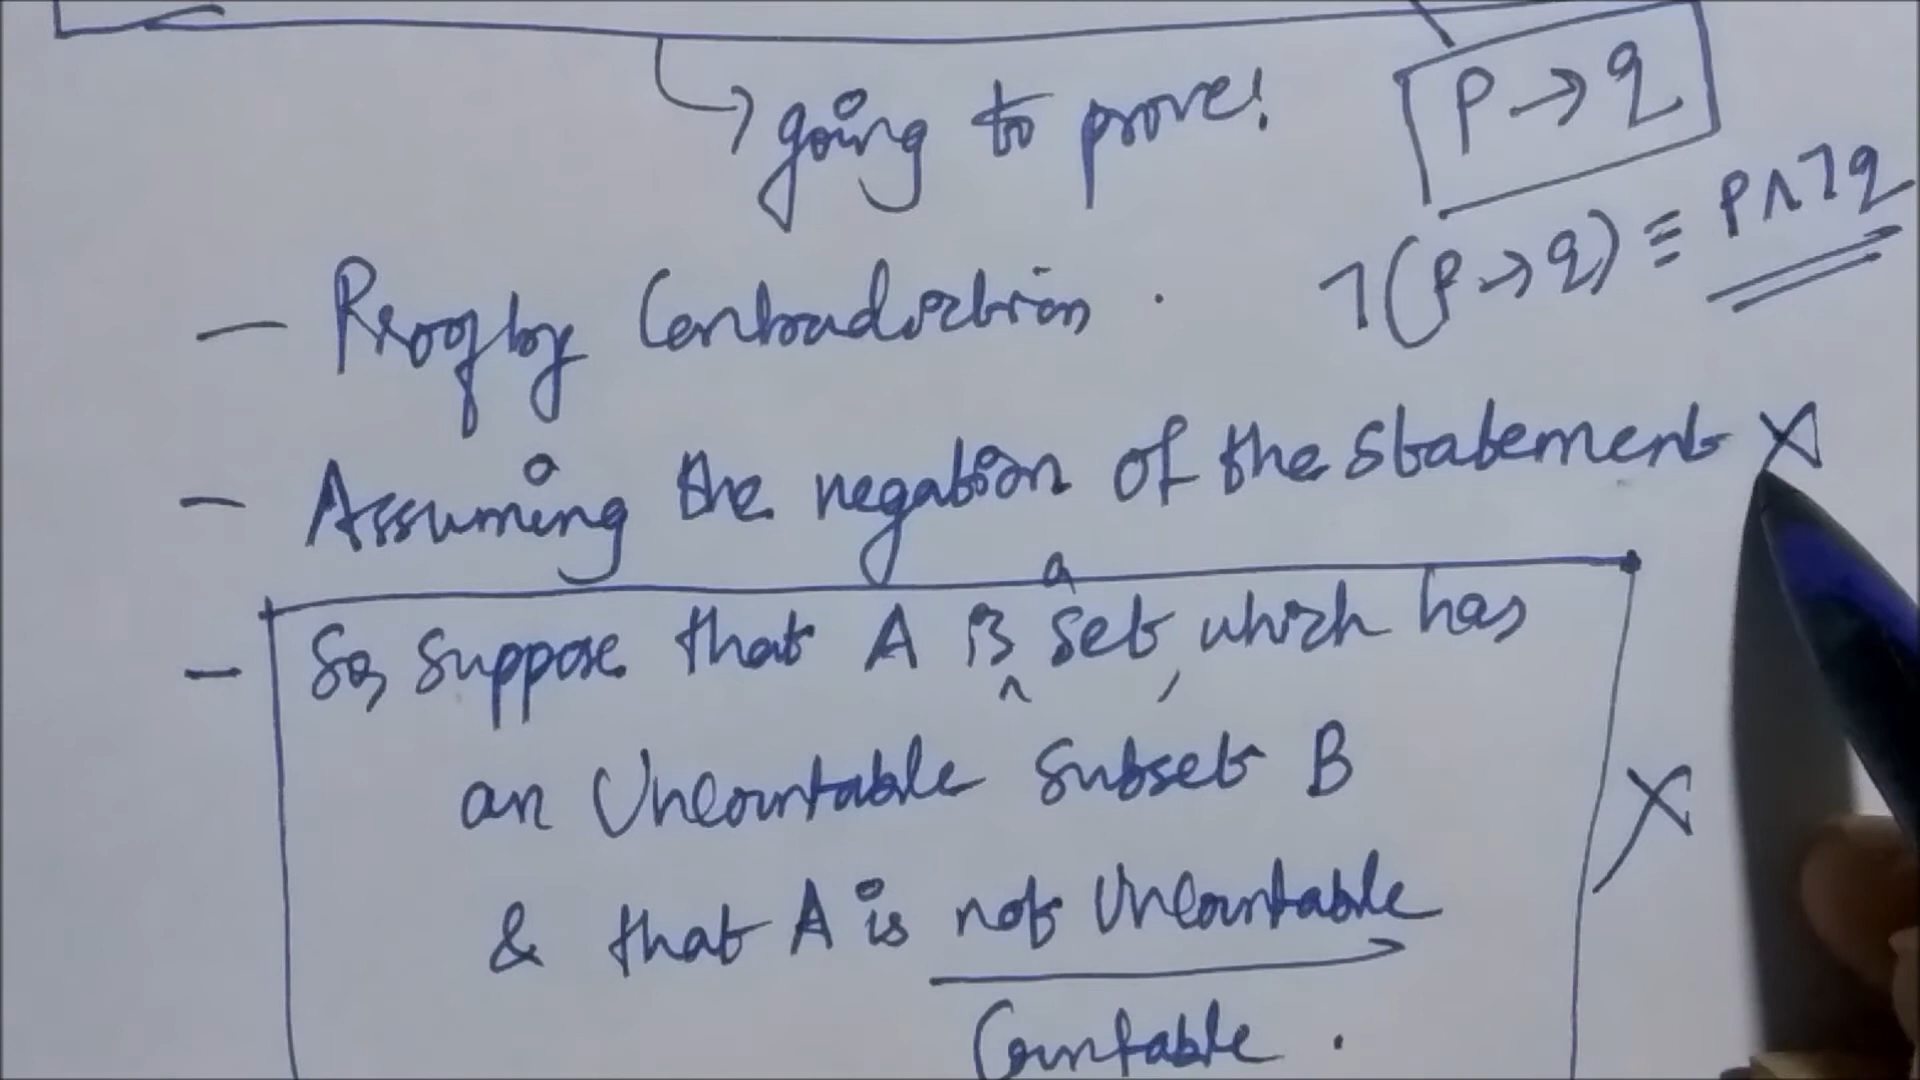 going to prove!
P → q
¬(P → q) ≡ P ∧ ¬q
— Proof by Contradiction.
— Assuming the negation of the statement X
— So, suppose that A is a set, which has
an Uncountable subset B
X
& that A is not Uncountable
Countable.